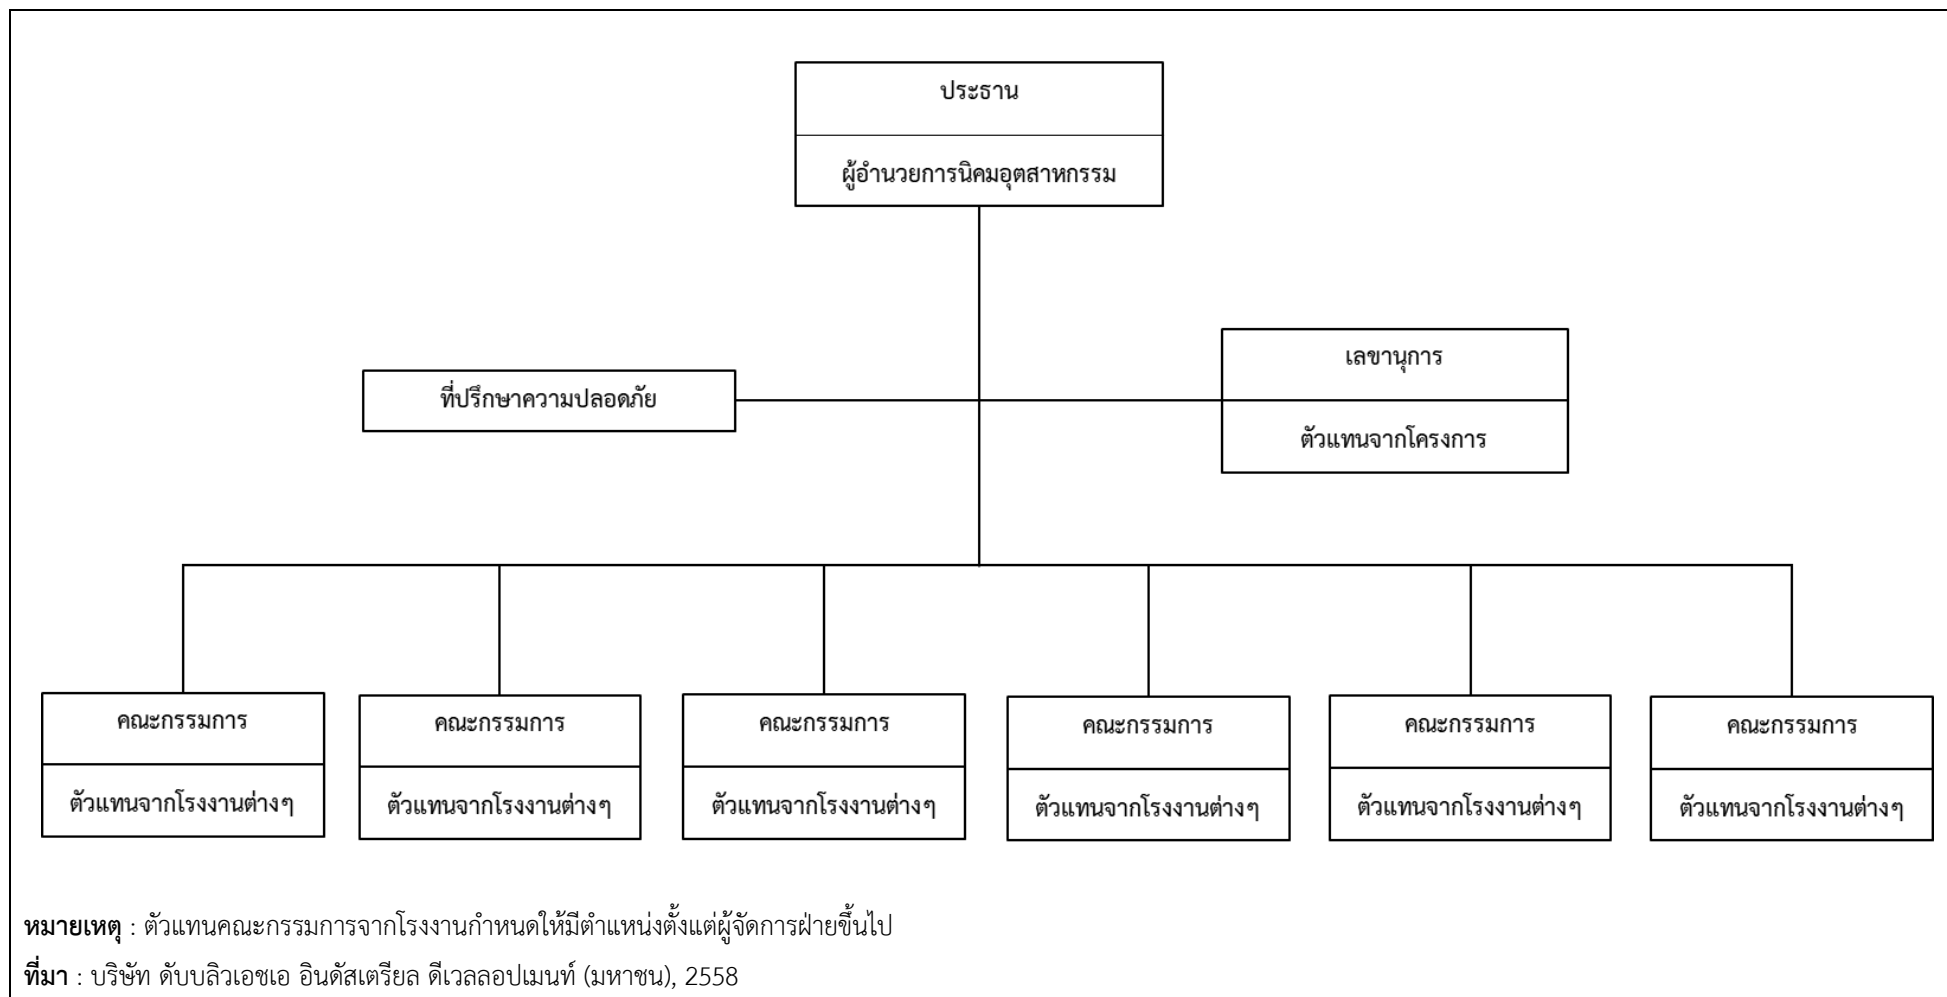 ประธาน
ผู้อำนวยการนิคมอุตสาหกรรม
ที่ปรึกษาความปลอดภัย
เลขานุการ
ตัวแทนจากโครงการ
คณะกรรมการ
ตัวแทนจากโรงงานต่างๆ
คณะกรรมการ
ตัวแทนจากโรงงานต่างๆ
คณะกรรมการ
ตัวแทนจากโรงงานต่างๆ
คณะกรรมการ
ตัวแทนจากโรงงานต่างๆ
คณะกรรมการ
ตัวแทนจากโรงงานต่างๆ
คณะกรรมการ
ตัวแทนจากโรงงานต่างๆ
หมายเหตุ : ตัวแทนคณะกรรมการจากโรงงานกำหนดให้มีตำแหน่งตั้งแต่ผู้จัดการฝ่ายขึ้นไป
ที่มา : บริษัท ดับบลิวเอชเอ อินดัสเตรียล ดีเวลลอปเมนท์ (มหาชน), 2558